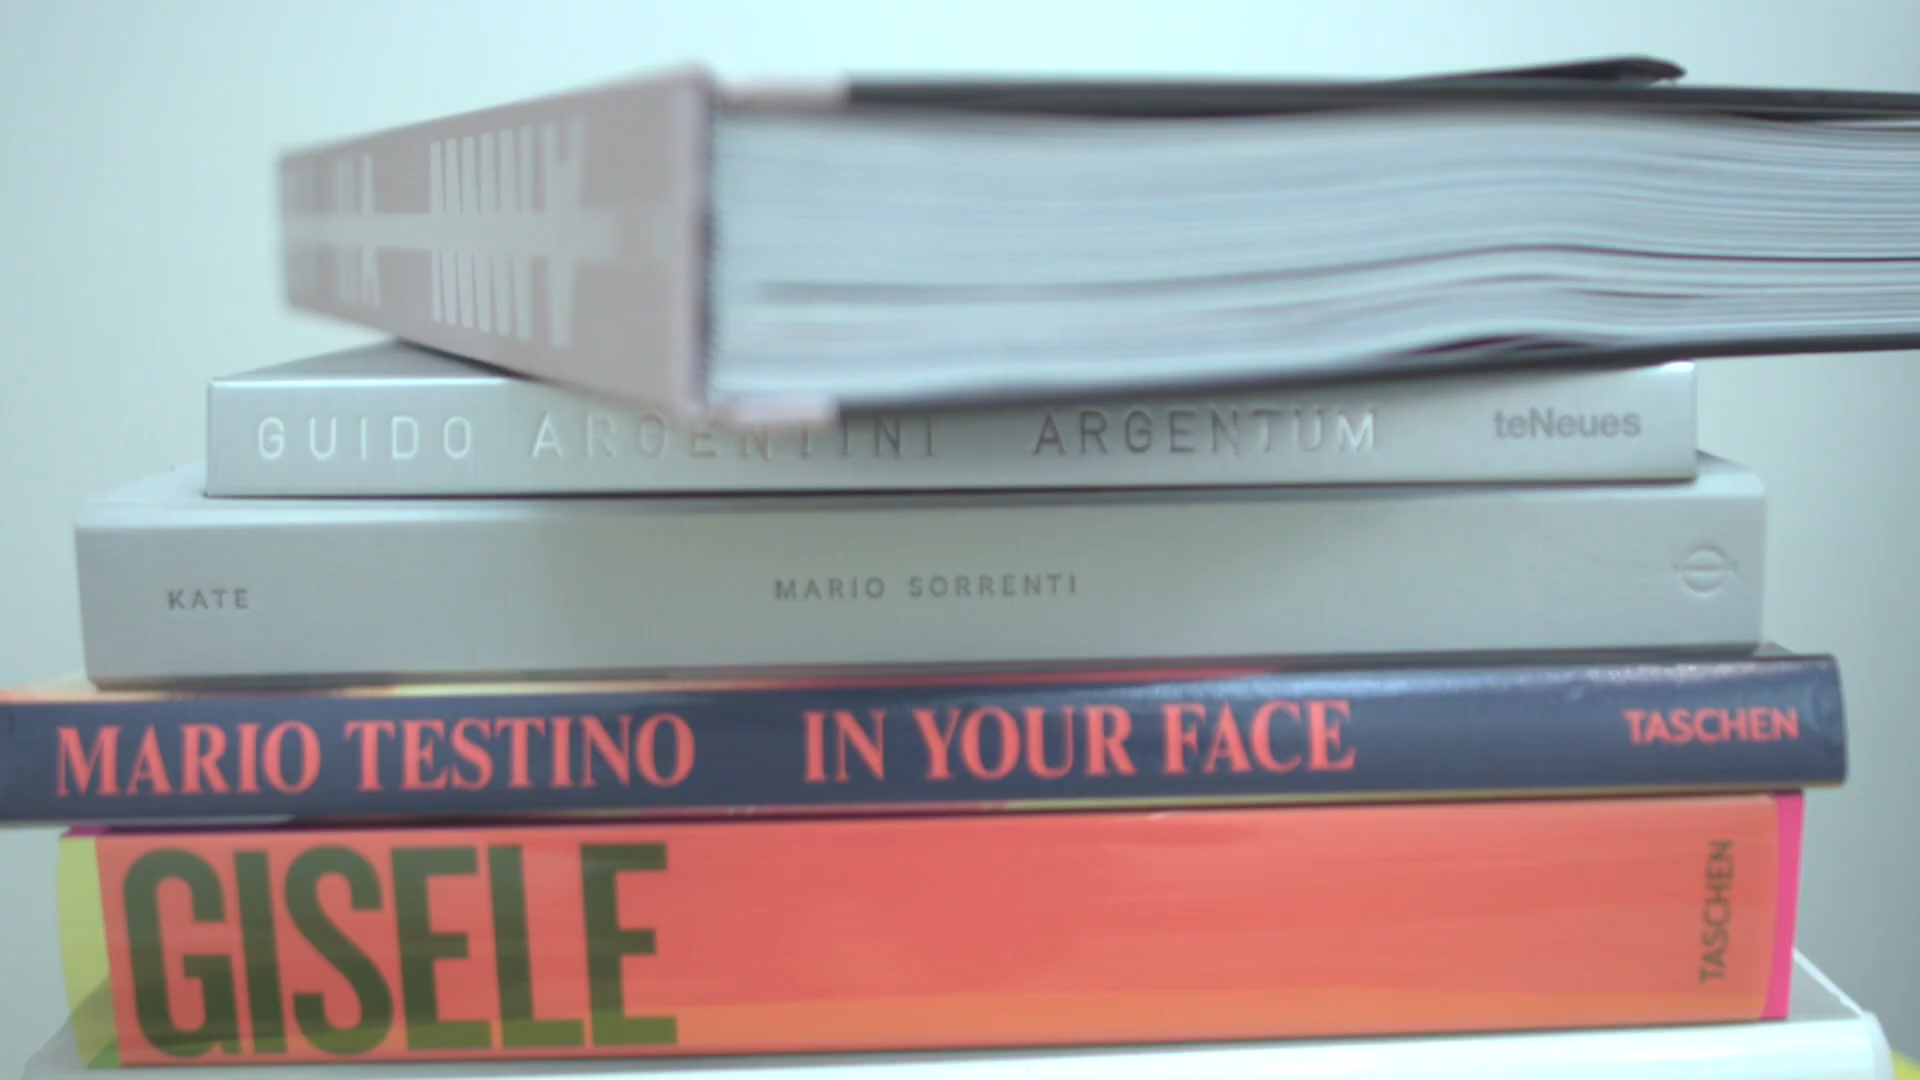 GUIDO ARGENTINI ARGENTUM teNeues
KATE MARIO SORRENTI
MARIO TESTINO IN YOUR FACE TASCHEN
GISELE TASCHEN